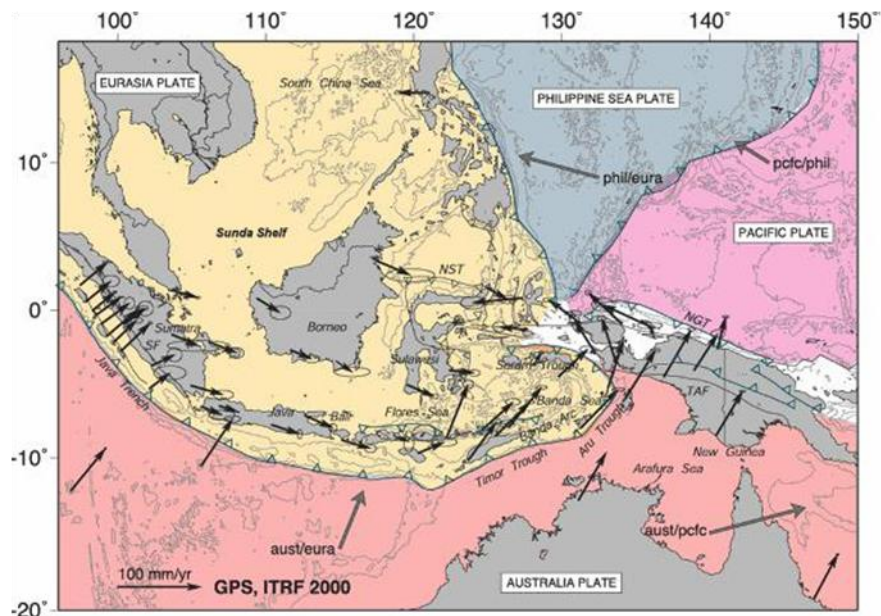 100° 110° 120° 130° 140° 150°
EURASIA PLATE
South China Sea
PHILIPPINE SEA PLATE
10°
phil/eura
pcfc/phil
Sunda Shelf
PACIFIC PLATE
NST
0°
Sumatra
SF
Borneo
NGT
Sulawesi
Seram Trough
Java Trench
TAF
Java
Bali
Flores Sea
Banda Sea
Banda Arc
Aru Trough
New Guinea
-10°
Timor Trough
Arafura Sea
aust/eura
aust/pcfc
100 mm/yr
GPS, ITRF 2000
AUSTRALIA PLATE
-20°